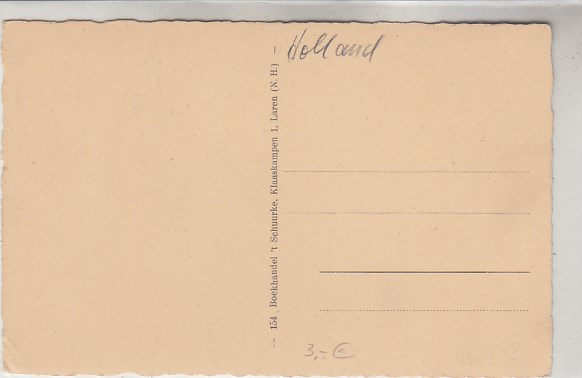 — 154 Boekhandel 't Schuurke, Klaaskampen 1, Laren (N. H.) —
Holland
3,- €